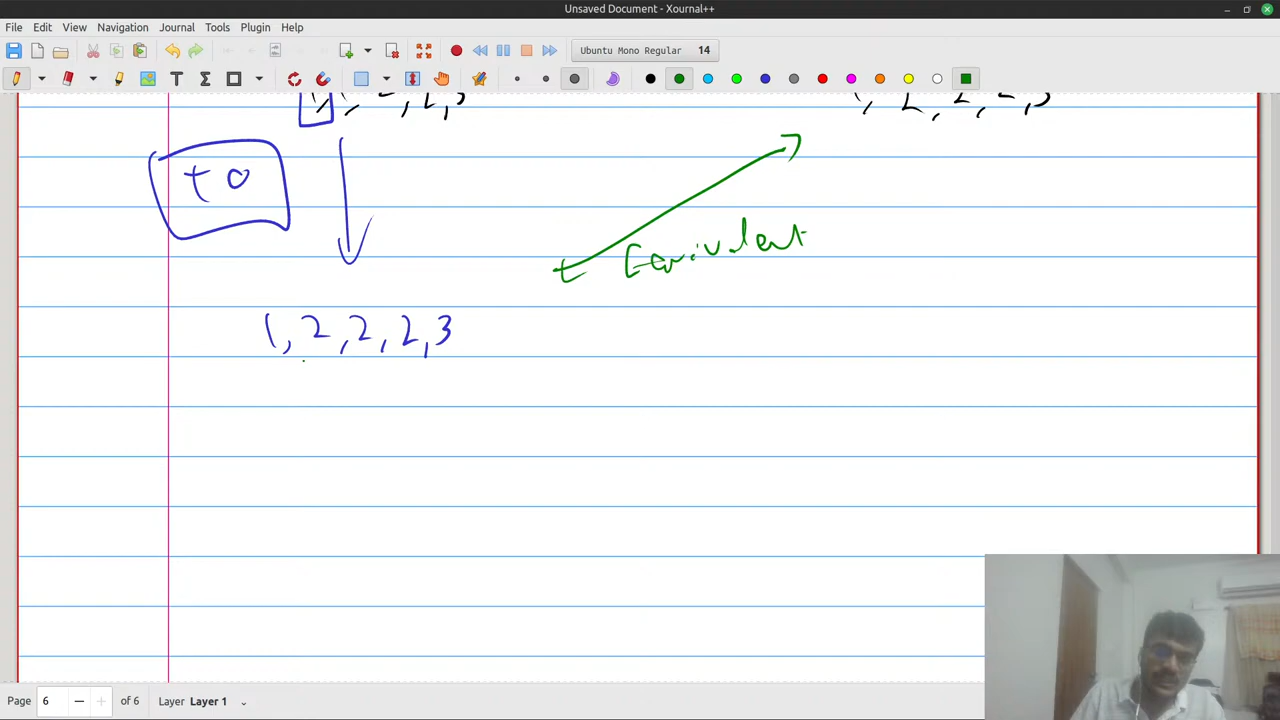 Unsaved Document - Xournal++
File Edit View Navigation Journal Tools Plugin Help
Ubuntu Mono Regular 14
to
Equivalent
1, 2, 2, 2, 3
Page 6 of 6 Layer Layer 1